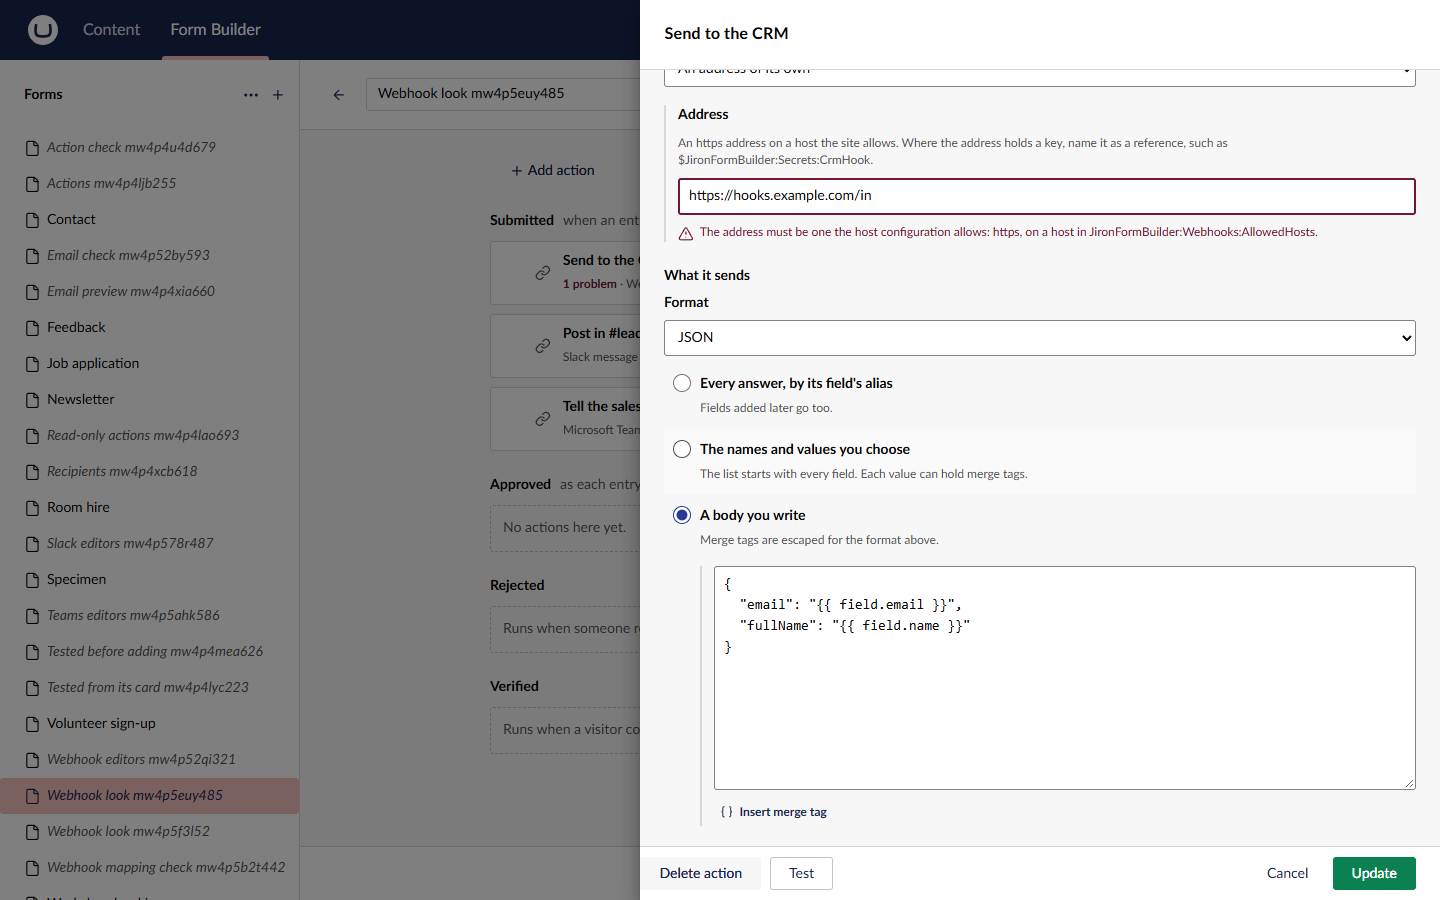 Content
Form Builder
Send to the CRM
Forms
Webhook look mw4p5euy485
An address of its own
Action check mw4p4u4d679
Actions mw4p4ljb255
Contact
Email check mw4p52by593
Email preview mw4p4xia660
Feedback
Job application
Newsletter
Read-only actions mw4p4lao693
Recipients mw4p4xcb618
Room hire
Slack editors mw4p578r487
Specimen
Teams editors mw4p5ahk586
Tested before adding mw4p4mea626
Tested from its card mw4p4lyc223
Volunteer sign-up
Webhook editors mw4p52qi321
Webhook look mw4p5euy485
Webhook look mw4p5f3l52
Webhook mapping check mw4p5b2t442
+ Add action
Submitted when an ent
Send to the
1 problem · We
Post in #lead
Slack message
Tell the sales
Microsoft Team
Approved as each entry
No actions here yet.
Rejected
Runs when someone r
Verified
Runs when a visitor co
Address
An https address on a host the site allows. Where the address holds a key, name it as a reference, such as
$JironFormBuilder:Secrets:CrmHook.
https://hooks.example.com/in
The address must be one the host configuration allows: https, on a host in JironFormBuilder:Webhooks:AllowedHosts.
What it sends
Format
JSON
Every answer, by its field's alias
Fields added later go too.
The names and values you choose
The list starts with every field. Each value can hold merge tags.
A body you write
Merge tags are escaped for the format above.
{
"email": "{{ field.email }}",
"fullName": "{{ field.name }}"
}
{ } Insert merge tag
Delete action
Test
Cancel
Update